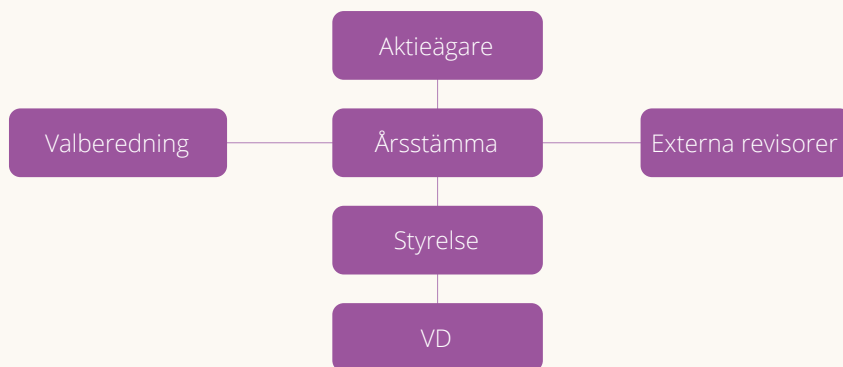 Aktieägare
Valberedning
Årsstämma
Externa revisorer
Styrelse
VD